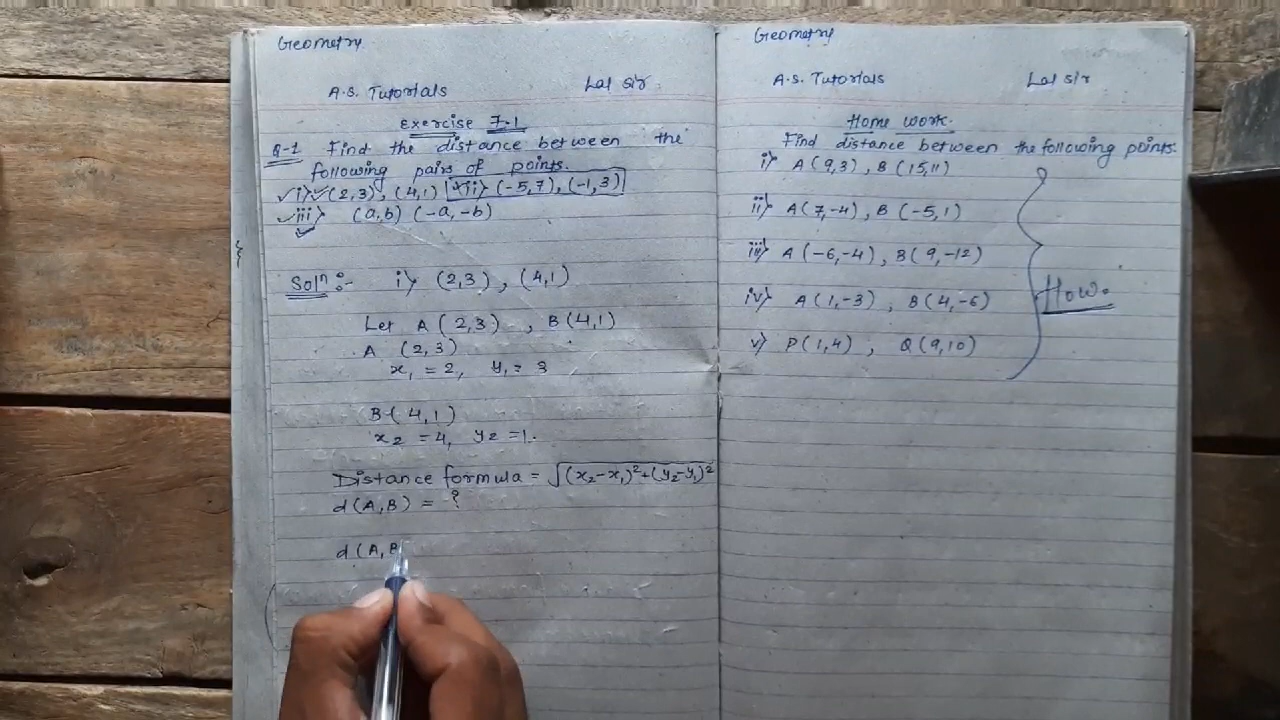 Geometry
A.S. Tutorials Lal sir
Exercise 7.1
Q-1 Find the distance between the
following pairs of points.
i) (2,3), (4,1) ii) (-5,7), (-1,3)
iii) (a,b) (-a,-b)
Soln :- i) (2,3), (4,1)
Let A (2,3) , B(4,1)
A (2,3)
x₁ = 2, y₁ = 3
B (4,1)
x₂ = 4, y₂ = 1.
Distance formula = √(x₂-x₁)²+(y₂-y₁)²
d(A,B) = ?
d(A,B
Geometry
A.S. Tutorials Lal sir
Home work.
Find distance between the following points.
i) A(9,3), B(15,11)
ii) A(7,-4), B(-5,1)
iii) A(-6,-4), B(9,-12)
iv) A(1,-3), B(4,-6)
H.w.
v) P(1,4), Q(9,10)